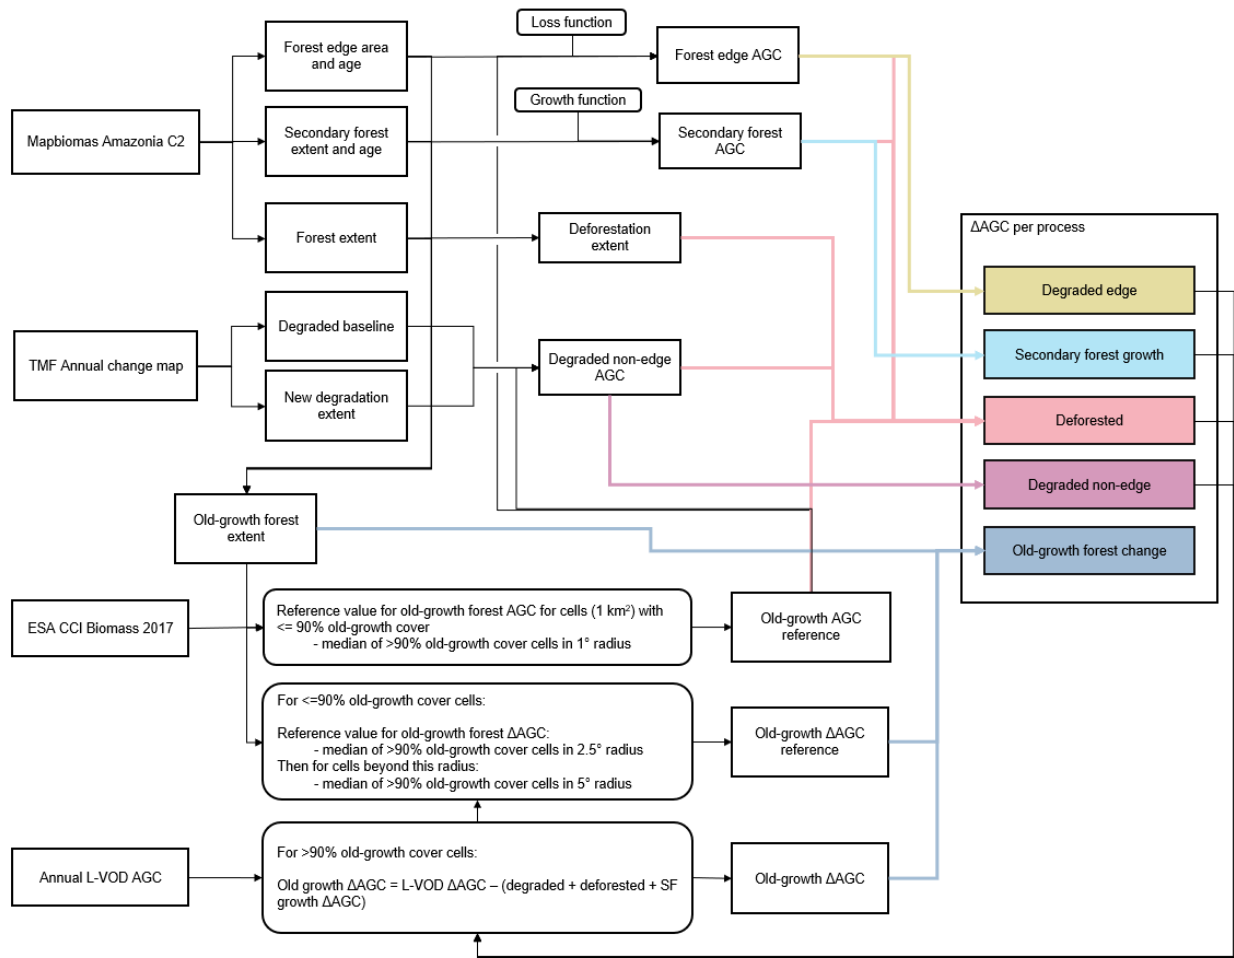 Loss function
Forest edge area
and age
Forest edge AGC
Growth function
Mapbiomas Amazonia C2
Secondary forest
extent and age
Secondary forest
AGC
Forest extent
Deforestation
extent
ΔAGC per process
Degraded edge
Secondary forest growth
Deforested
Degraded non-edge
Old-growth forest change
Degraded baseline
TMF Annual change map
New degradation
extent
Degraded non-edge
AGC
Old-growth forest
extent
ESA CCI Biomass 2017
Reference value for old-growth forest AGC for cells (1 km²) with
<= 90% old-growth cover
- median of >90% old-growth cover cells in 1° radius
Old-growth AGC
reference
For <=90% old-growth cover cells:
Reference value for old-growth forest ΔAGC:
- median of >90% old-growth cover cells in 2.5° radius
Then for cells beyond this radius:
- median of >90% old-growth cover cells in 5° radius
Old-growth ΔAGC
reference
Annual L-VOD AGC
For >90% old-growth cover cells:
Old growth ΔAGC = L-VOD ΔAGC – (degraded + deforested + SF
growth ΔAGC)
Old-growth ΔAGC